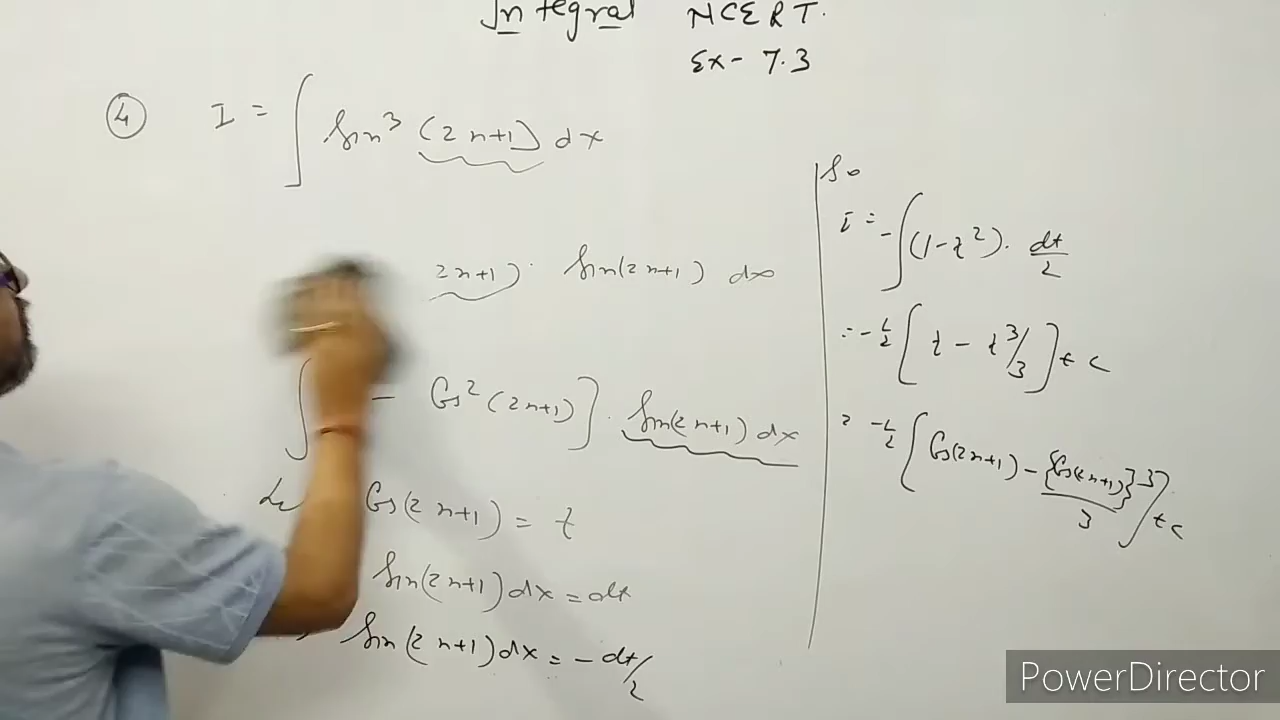 Integral NCERT.
Ex- 7.3
④ I = ∫ Sin³ (2x+1) dx
2x+1) · Sin(2x+1) dx
∫ - Cos² (2x+1)] · Sin(2x+1) dx
Cos(2x+1) = t
Sin(2x+1) dx = dt
Sin(2x+1) dx = -dt/2
So
I = -∫(1-t²). dt/2
= -1/2 [t - t³/3] + c
= -1/2 [Cos(2x+1) - {Cos(2x+1)}³/3] + c
PowerDirector